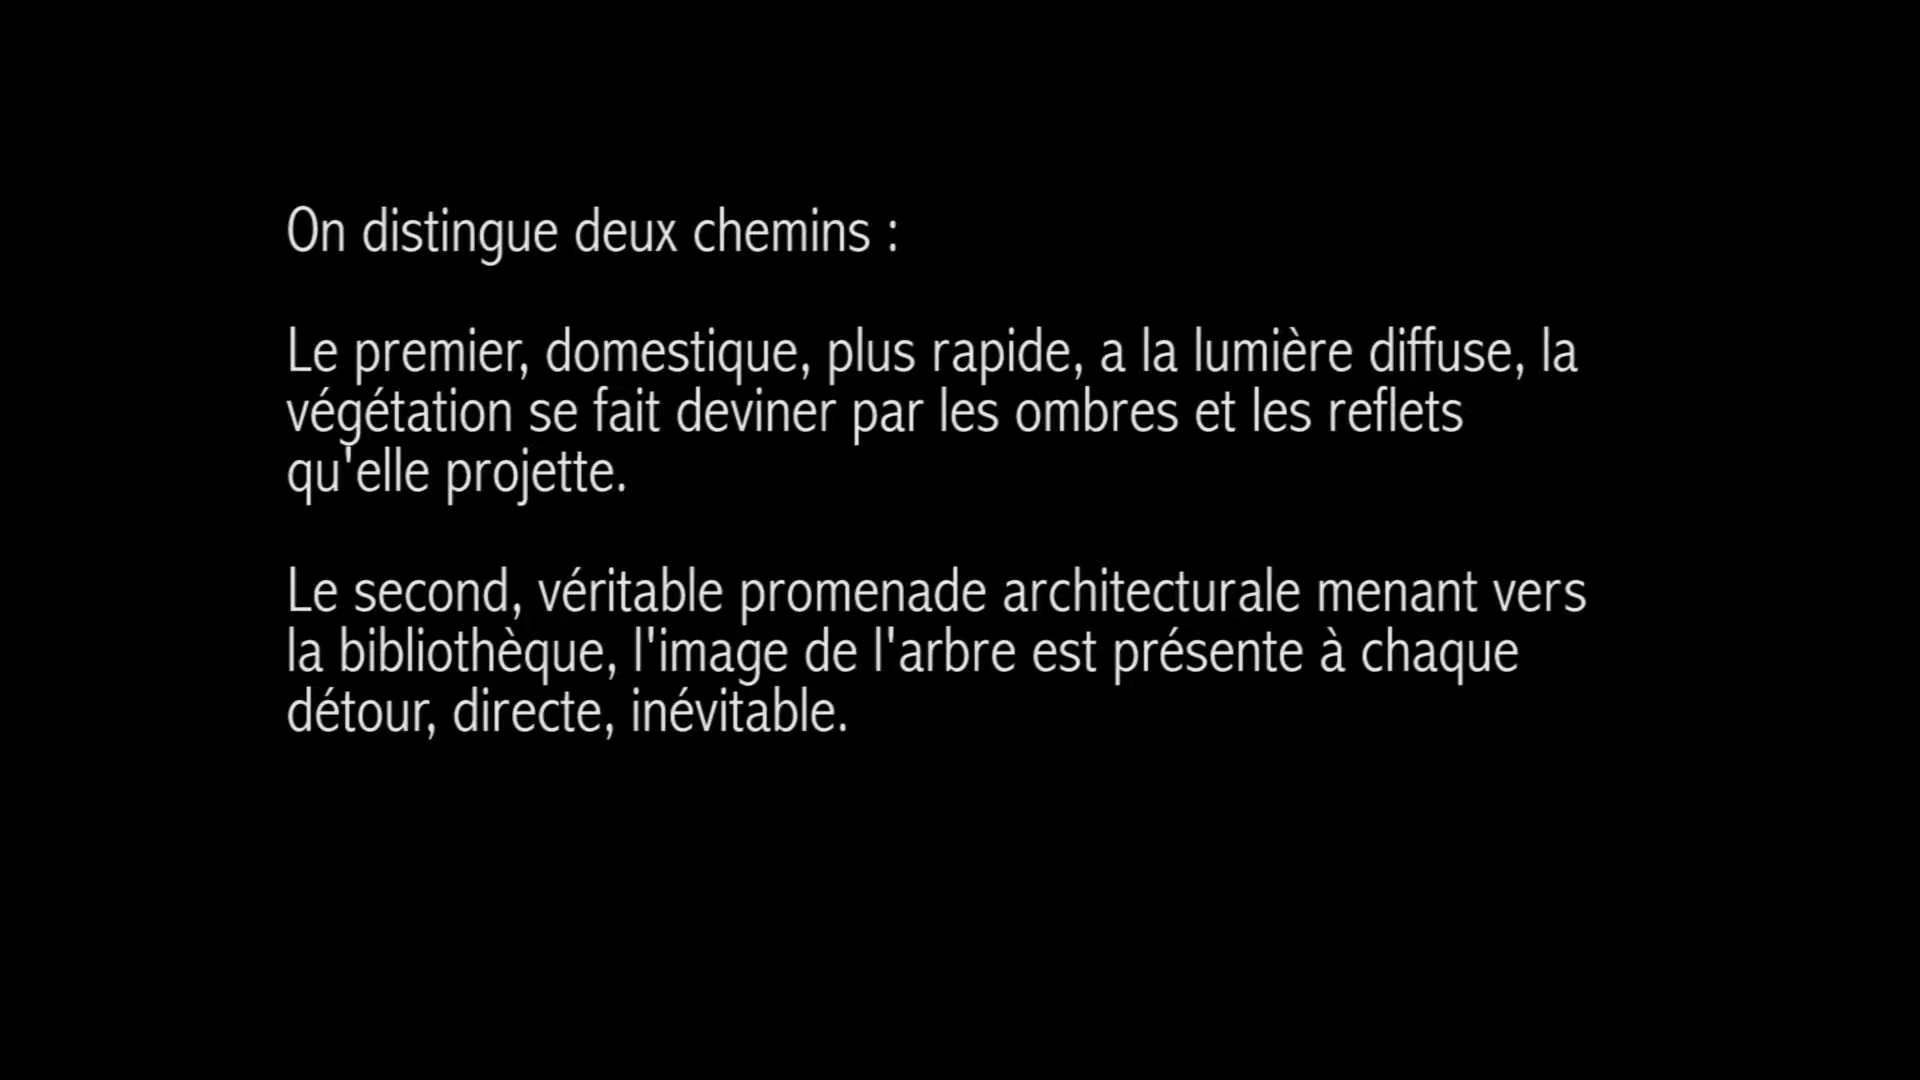 On distingue deux chemins :
Le premier, domestique, plus rapide, a la lumière diffuse, la
végétation se fait deviner par les ombres et les reflets
qu'elle projette.
Le second, véritable promenade architecturale menant vers
la bibliothèque, l'image de l'arbre est présente à chaque
détour, directe, inévitable.